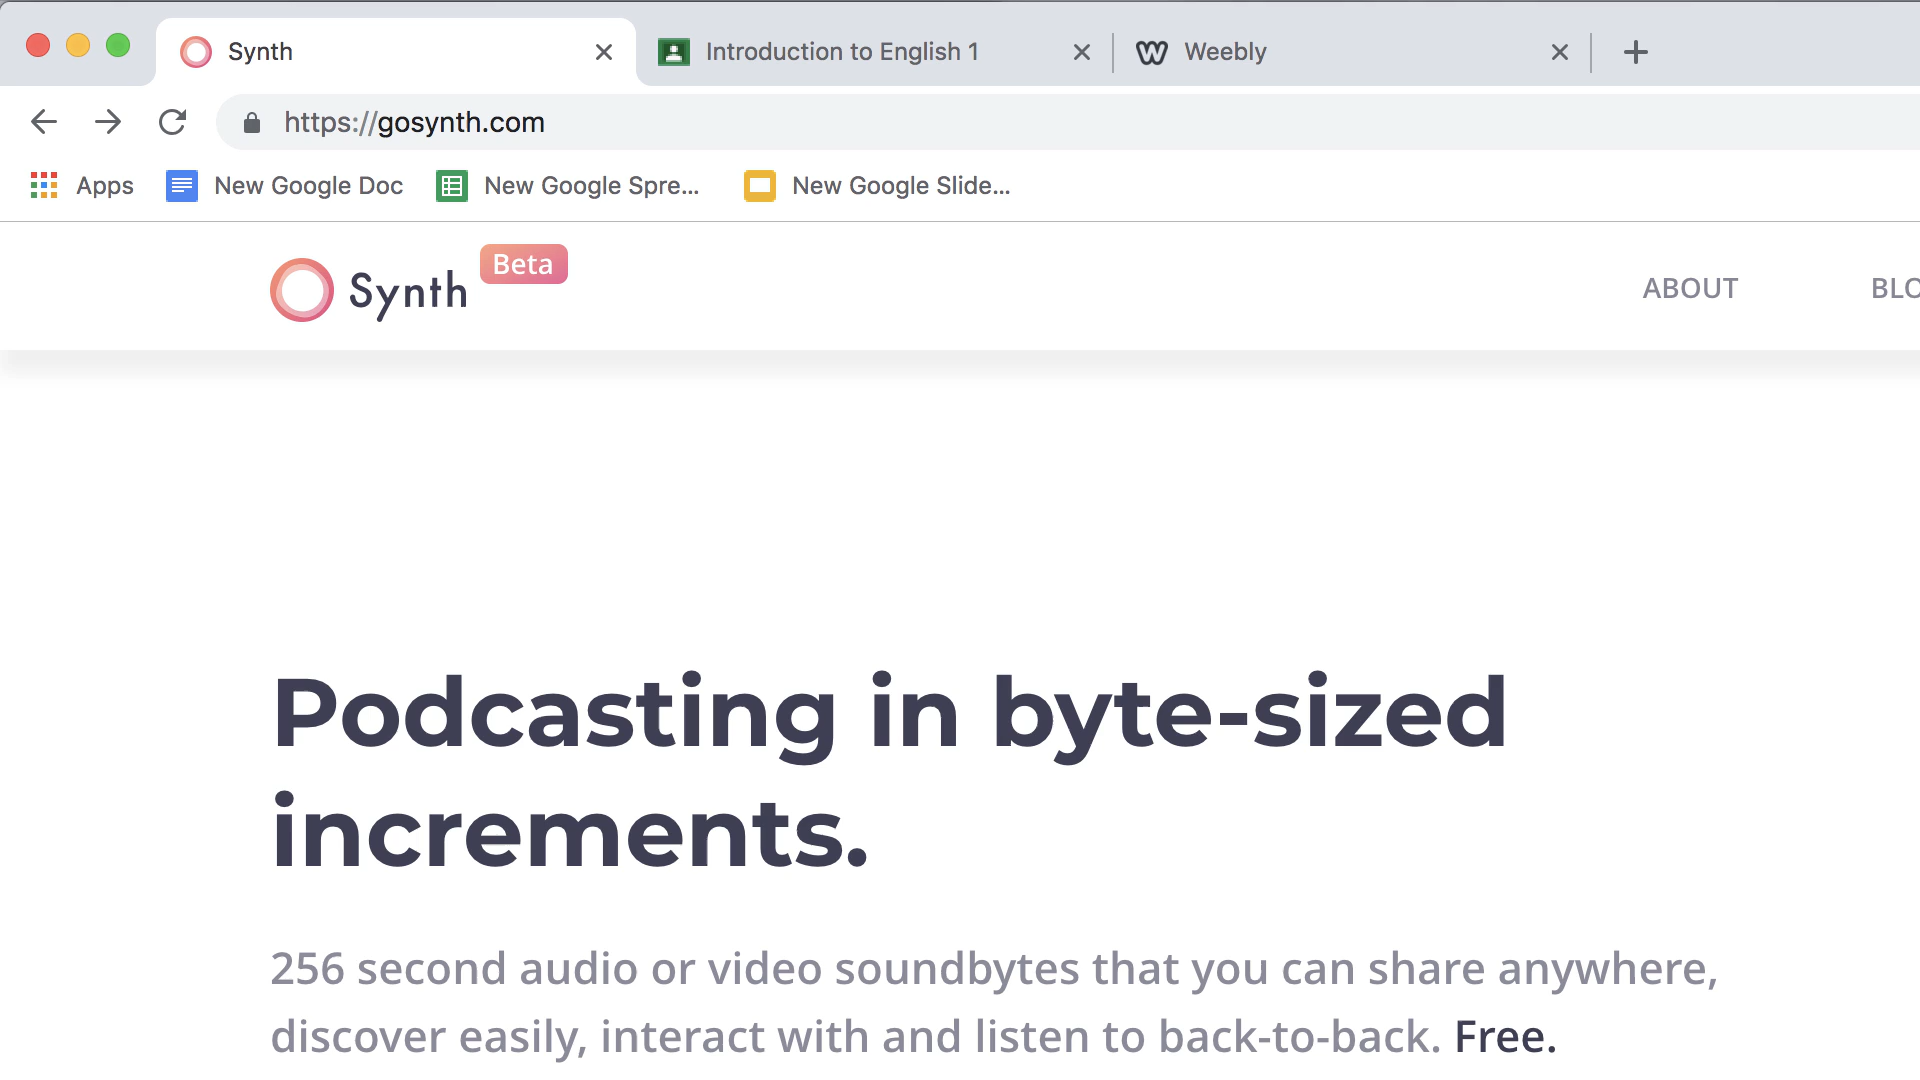 Synth
Introduction to English 1
Weebly
https://gosynth.com
Apps
New Google Doc
New Google Spre...
New Google Slide...
Synth
Beta
ABOUT
BLO
Podcasting in byte-sized
increments.
256 second audio or video soundbytes that you can share anywhere,
discover easily, interact with and listen to back-to-back. Free.